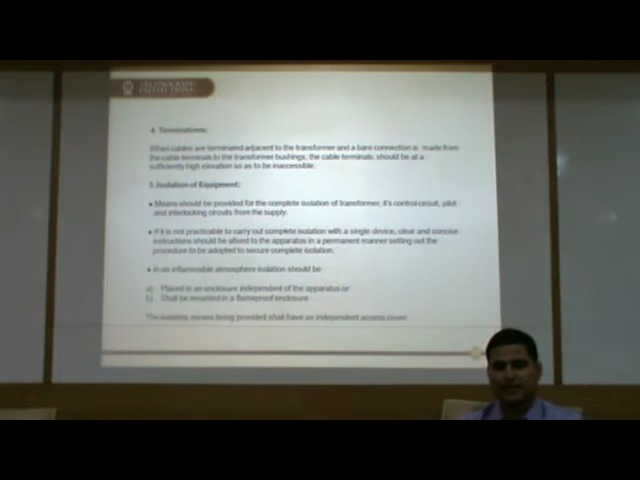 INSTITUTIONS
4. Terminations:
When cables are terminated adjacent to the transformer and a bare connection is made from
the cable terminals to the transformer bushings, the cable terminals should be at a
sufficiently high elevation so as to be inaccessible.
5. Isolation of Equipment:
• Means should be provided for the complete isolation of transformer, it's control circuit, pilot
and interlocking circuits from the supply.
• If it is not practicable to carry out complete isolation with a single device, clear and concise
instructions should be affixed to the apparatus in a permanent manner setting out the
procedure to be adopted to secure complete isolation.
• In an inflammable atmosphere isolation should be
a) Placed in an enclosure independent of the apparatus or
b) Shall be mounted in a flameproof enclosure
The isolating means being provided shall have an independent access cover.